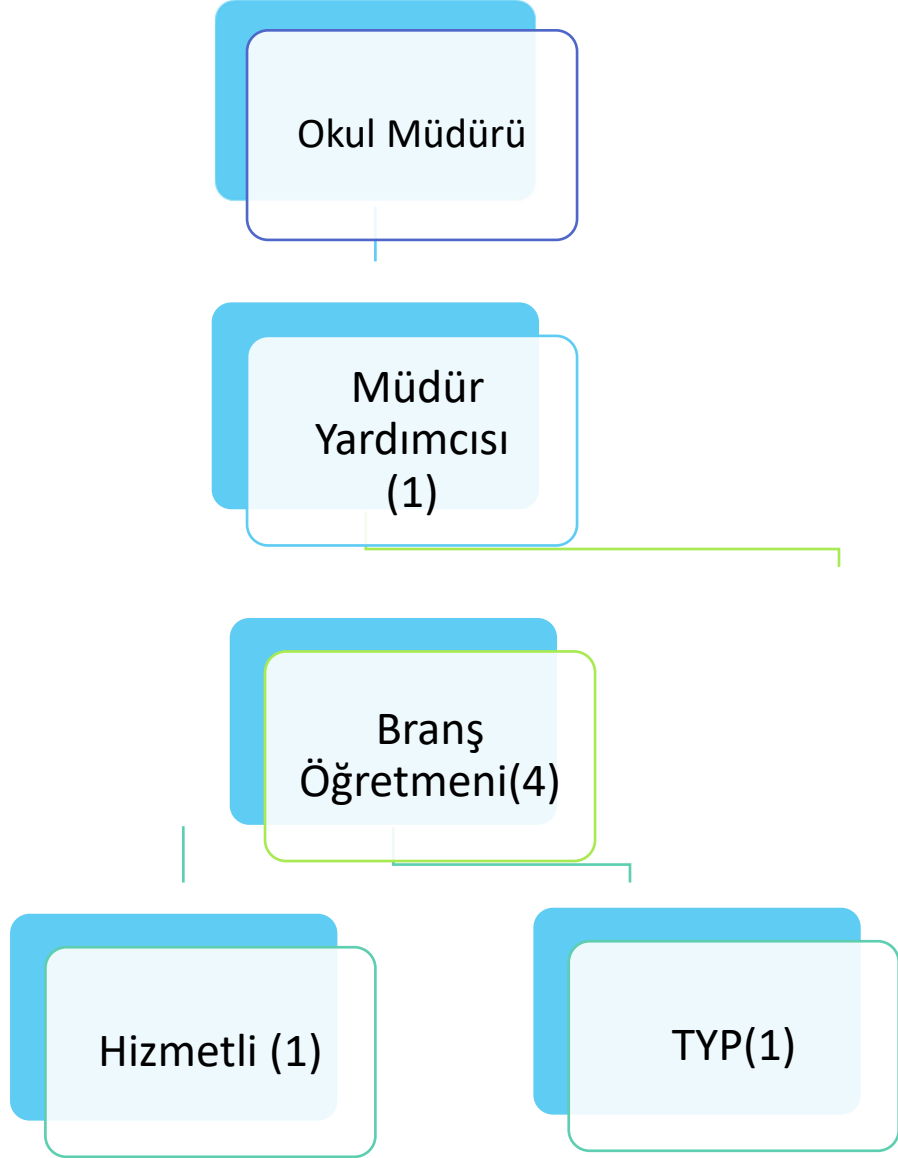 Okul Müdürü
Müdür
Yardımcısı
(1)
Branş
Öğretmeni(4)
Hizmetli (1)
TYP(1)